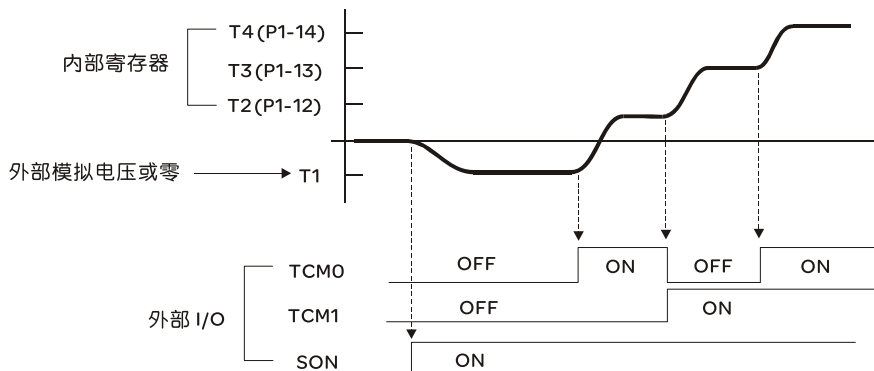 T4(P1-14)
内部寄存器
T3(P1-13)
T2(P1-12)
外部模拟电压或零
T1
TCM0 OFF ON OFF ON
TCM1 OFF ON
外部 I/O
SON ON